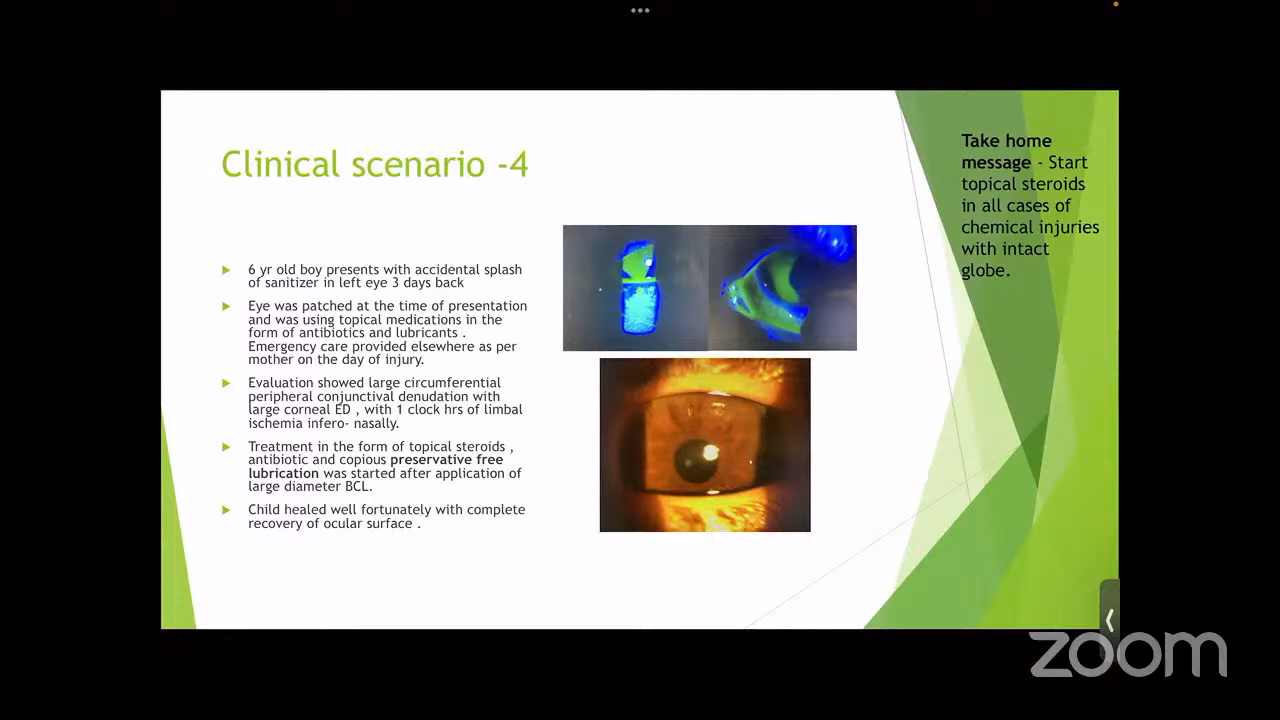 Clinical scenario -4
6 yr old boy presents with accidental splash
of sanitizer in left eye 3 days back
Eye was patched at the time of presentation
and was using topical medications in the
form of antibiotics and lubricants .
Emergency care provided elsewhere as per
mother on the day of injury.
Evaluation showed large circumferential
peripheral conjunctival denudation with
large corneal ED , with 1 clock hrs of limbal
ischemia infero- nasally.
Treatment in the form of topical steroids ,
antibiotic and copious preservative free
lubrication was started after application of
large diameter BCL.
Child healed well fortunately with complete
recovery of ocular surface .
Take home
message - Start
topical steroids
in all cases of
chemical injuries
with intact
globe.
zoom